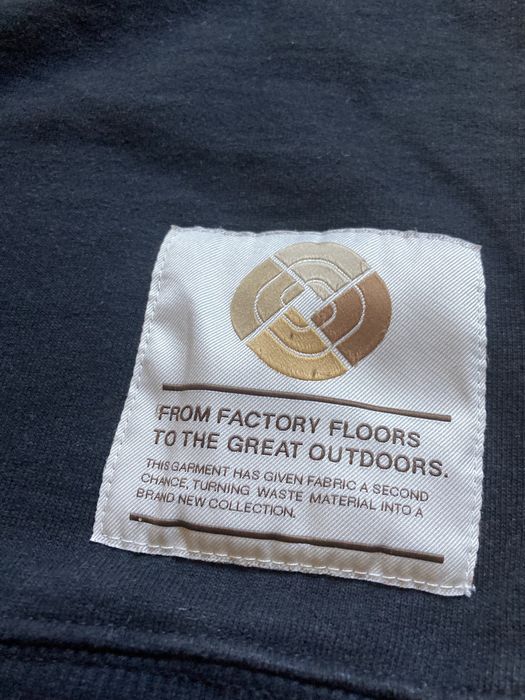 FROM FACTORY FLOORS
TO THE GREAT OUTDOORS.
THIS GARMENT HAS GIVEN FABRIC A SECOND
CHANCE, TURNING WASTE MATERIAL INTO A
BRAND NEW COLLECTION.